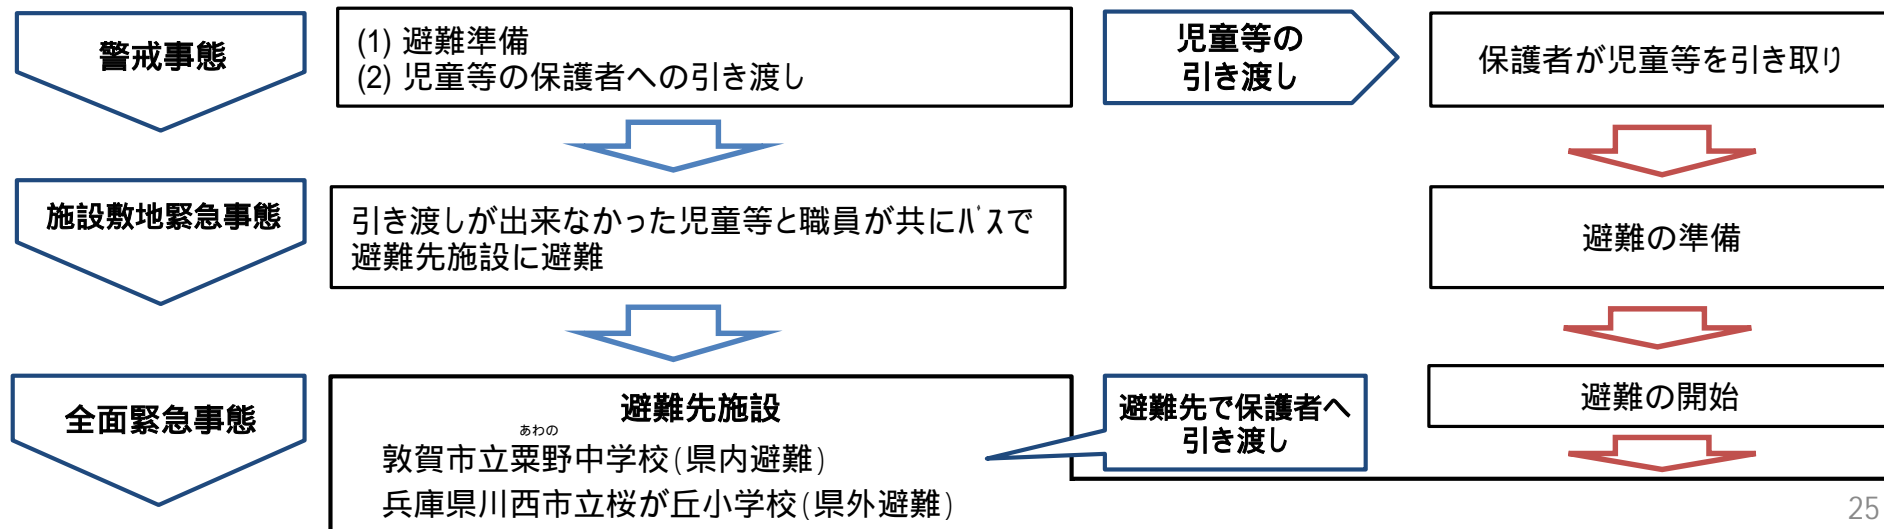 警戒事態
(1) 避難準備
(2) 児童等の保護者への引き渡し
児童等の
引き渡し
保護者が児童等を引き取り
施設敷地緊急事態
引き渡しが出来なかった児童等と職員が共にバスで
避難先施設に避難
避難の準備
全面緊急事態
避難先施設
あわの
敦賀市立粟野中学校(県内避難)
兵庫県川西市立桜が丘小学校(県外避難)
避難先で保護者へ
引き渡し
避難の開始
25